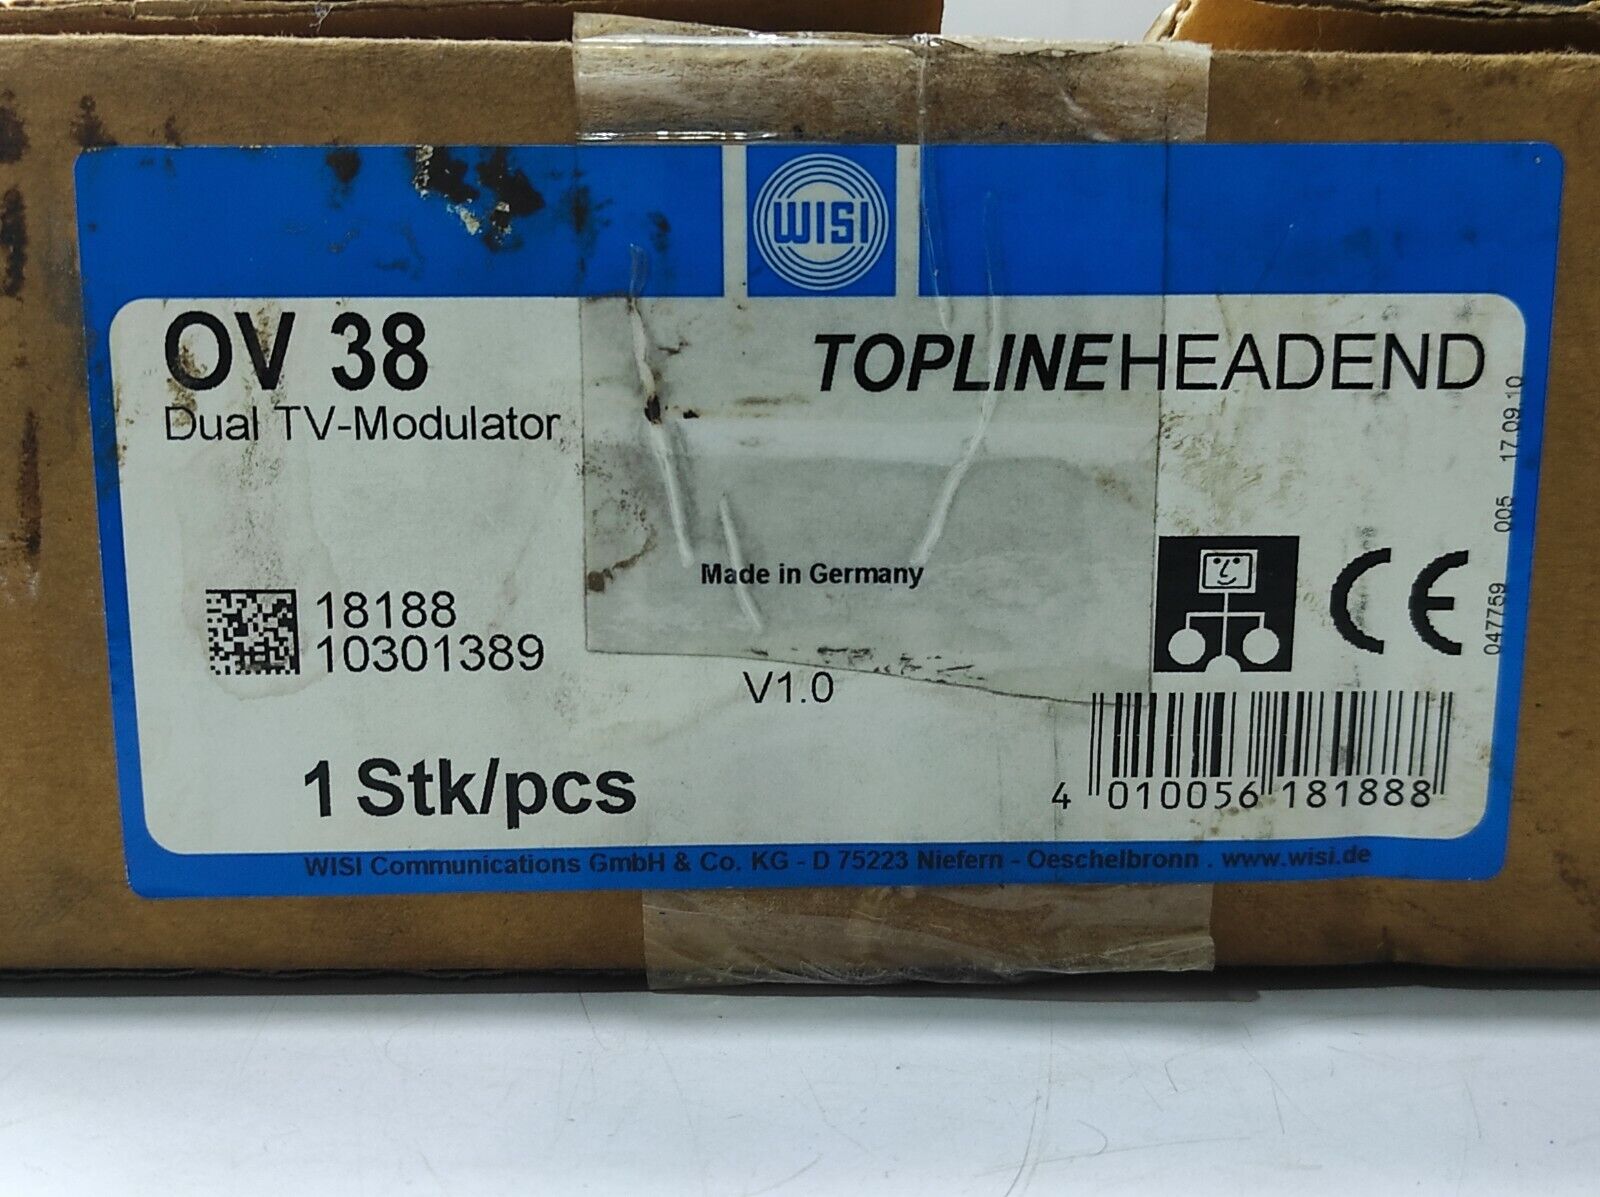 WISI
OV 38
Dual TV-Modulator
TOPLINEHEADEND
Made in Germany
18188
10301389
V1.0
1 Stk/pcs
CE
047759 005 17.09.10
4 010056 181888
WISI Communications GmbH & Co. KG - D 75223 Niefern - Oeschelbronn . www.wisi.de